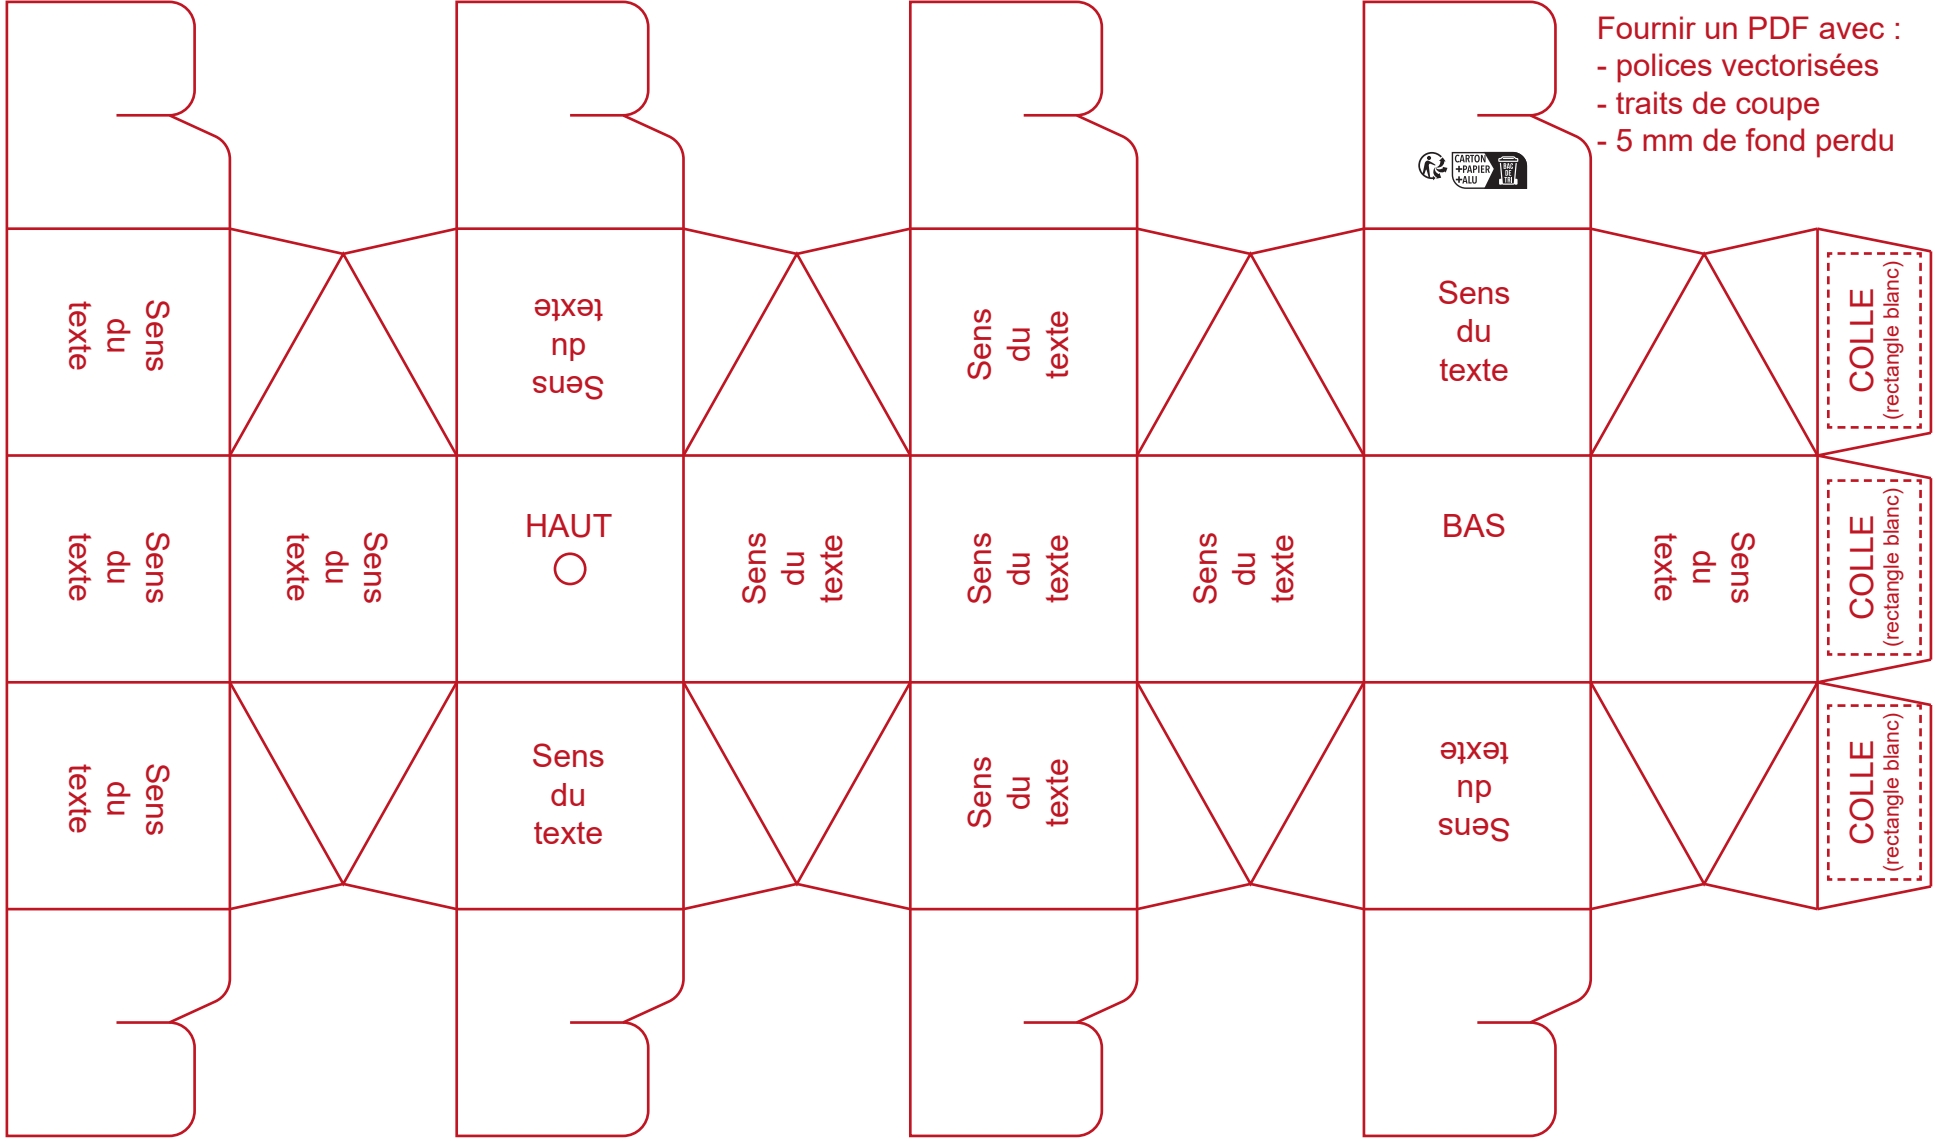 Fournir un PDF avec :
- polices vectorisées
- traits de coupe
- 5 mm de fond perdu
CARTON
+PAPIER
+ALU
BAC
DE
TRI
Sens
du
texte
Sens
du
texte
Sens
du
texte
Sens
du
texte
COLLE
(rectangle blanc)
Sens
du
texte
Sens
du
texte
HAUT
Sens
du
texte
Sens
du
texte
Sens
du
texte
BAS
Sens
du
texte
COLLE
(rectangle blanc)
Sens
du
texte
Sens
du
texte
Sens
du
texte
Sens
du
texte
COLLE
(rectangle blanc)